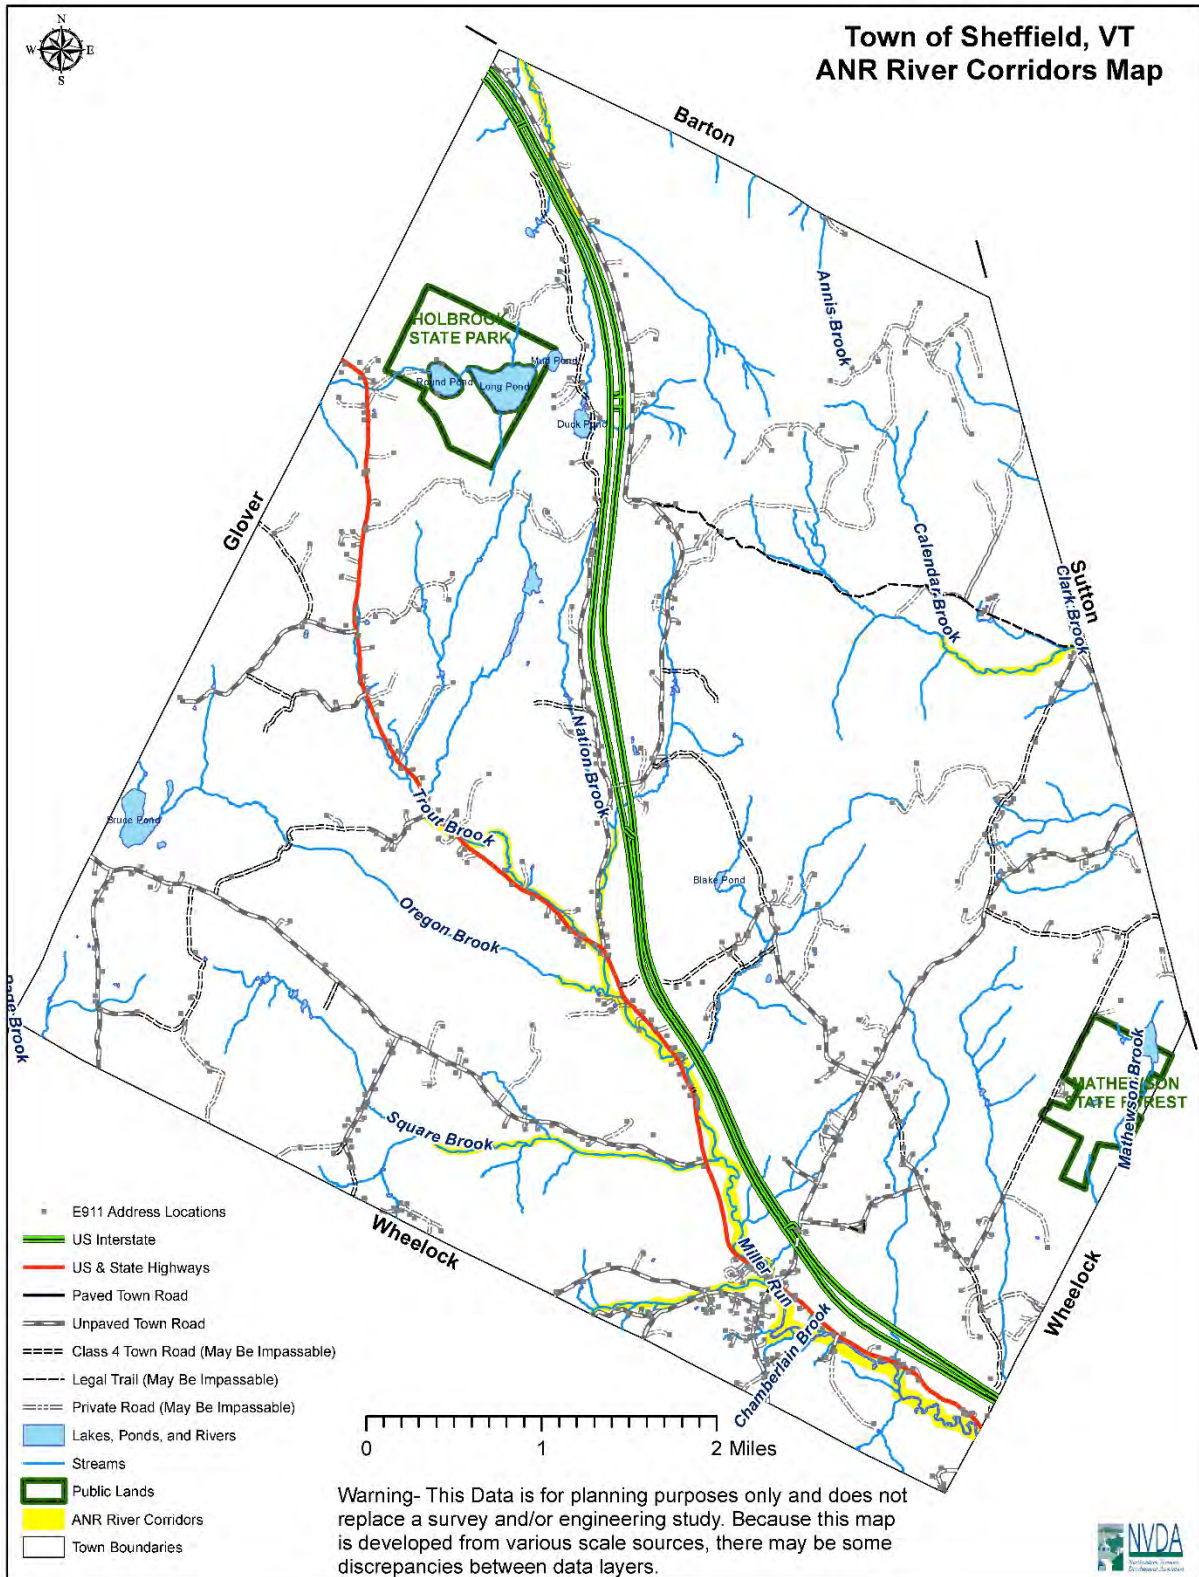 Town of Sheffield, VT
ANR River Corridors Map
N
W E
S
Barton
Annis Brook
HOLBROOK
STATE PARK
Mud Pond
Round Pond
Long Pond
Duck Pond
Glover
Calendar Brook
Sutton
Clark Brook
Nation Brook
Trout Brook
Bruce Pond
Blake Pond
Oregon Brook
Page Brook
MATHEWSON
STATE FOREST
Mathewson Brook
Square Brook
Wheelock
Miller Run
Wheelock
Chamberlain Brook
E911 Address Locations
US Interstate
US & State Highways
Paved Town Road
Unpaved Town Road
Class 4 Town Road (May Be Impassable)
Legal Trail (May Be Impassable)
Private Road (May Be Impassable)
Lakes, Ponds, and Rivers
Streams
Public Lands
ANR River Corridors
Town Boundaries
0 1 2 Miles
Warning- This Data is for planning purposes only and does not
replace a survey and/or engineering study. Because this map
is developed from various scale sources, there may be some
discrepancies between data layers.
NVDA